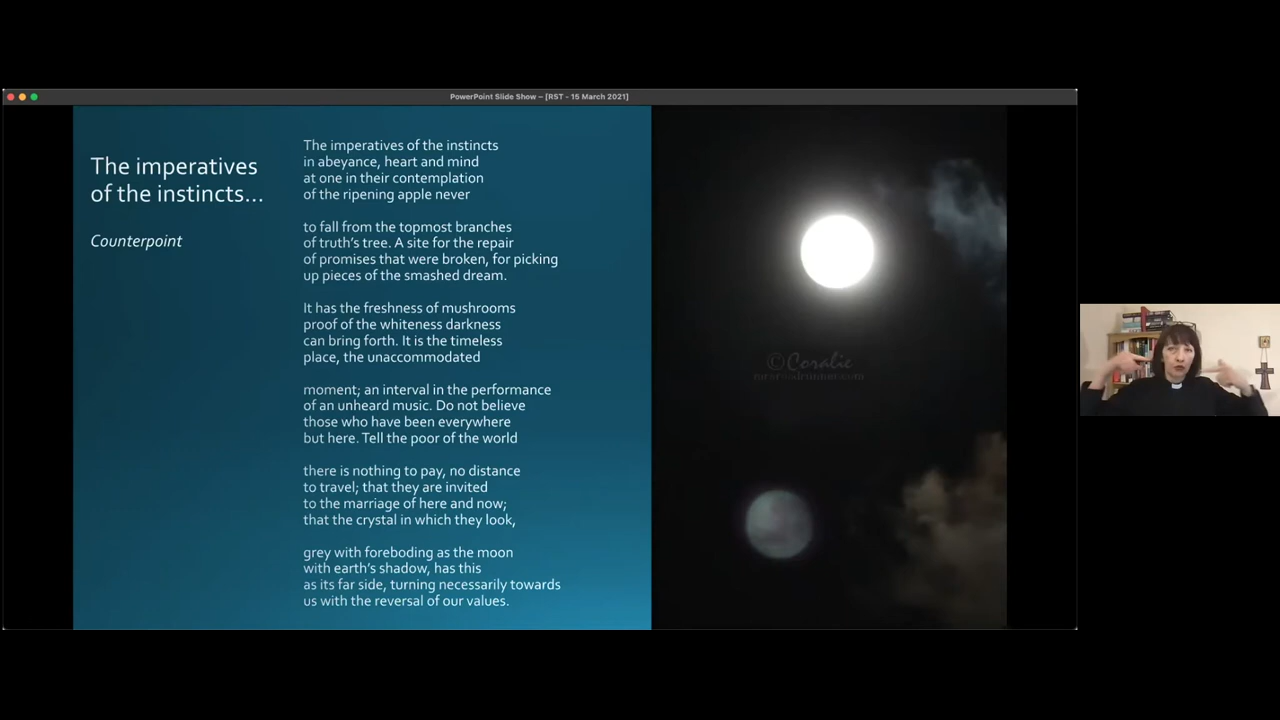 PowerPoint Slide Show – [RST - 15 March 2021]
The imperatives
of the instincts…
Counterpoint
The imperatives of the instincts
in abeyance, heart and mind
at one in their contemplation
of the ripening apple never
to fall from the topmost branches
of truth's tree. A site for the repair
of promises that were broken, for picking
up pieces of the smashed dream.
It has the freshness of mushrooms
proof of the whiteness darkness
can bring forth. It is the timeless
place, the unaccommodated
moment; an interval in the performance
of an unheard music. Do not believe
those who have been everywhere
but here. Tell the poor of the world
there is nothing to pay, no distance
to travel; that they are invited
to the marriage of here and now;
that the crystal in which they look,
grey with foreboding as the moon
with earth's shadow, has this
as its far side, turning necessarily towards
us with the reversal of our values.
©Coralie